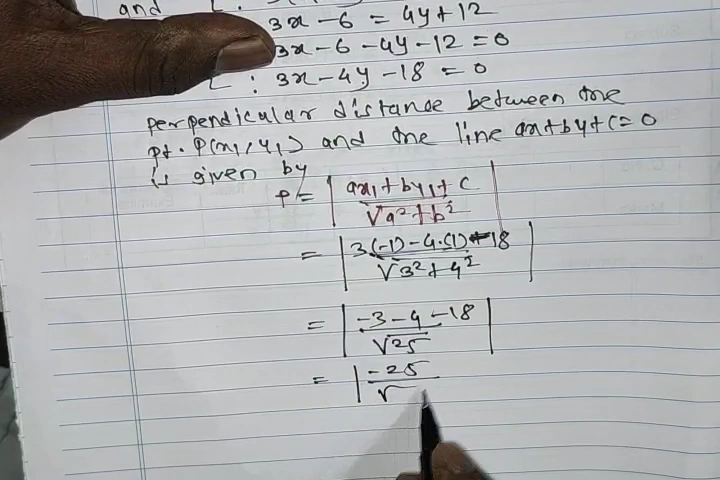 and L :
3x - 6 = 4y + 12
3x - 6 - 4y - 12 = 0
L : 3x - 4y - 18 = 0
perpendicular distance between the
pt. P(x₁, y₁) and the line ax + by + c = 0
is given by
P = | ax₁ + by₁ + c / √a² + b² |
= | 3(-1) - 4·(1) - 18 / √3² + 4² |
= | -3 - 4 - 18 / √25 |
= | -25 / √